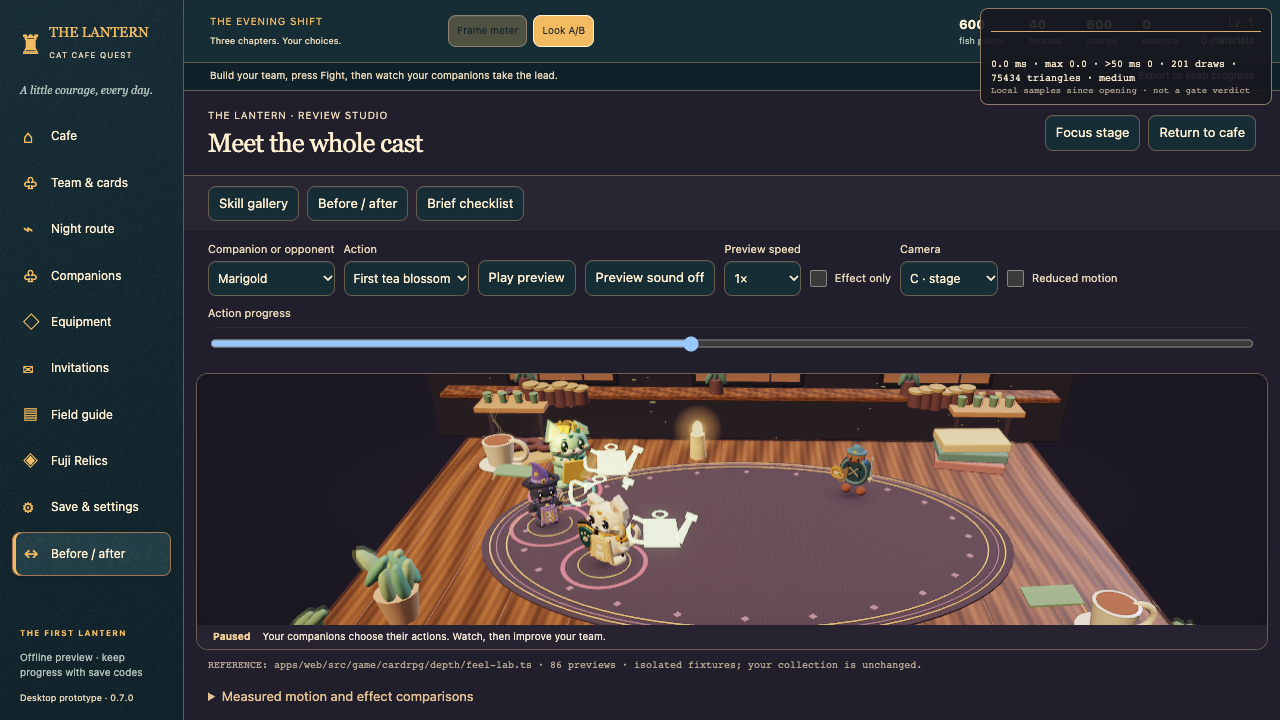 THE LANTERN
CAT CAFE QUEST
A little courage, every day.
Cafe
Team & cards
Night route
Companions
Equipment
Invitations
Field guide
Fuji Relics
Save & settings
Before / after
THE FIRST LANTERN
Offline preview · keep
progress with save codes
Desktop prototype · 0.7.0
THE EVENING SHIFT
Three chapters. Your choices.
Frame meter
Look A/B
600 40 600 0 Lv. 1
fish points threads stamps essence 0 materials
0.0 ms · max 0.0 · >50 ms 0 · 201 draws ·
75434 triangles · medium
Export to keep progress
Local samples since opening · not a gate verdict
Build your team, press Fight, then watch your companions take the lead.
THE LANTERN · REVIEW STUDIO
Meet the whole cast
Focus stage
Return to cafe
Skill gallery
Before / after
Brief checklist
Companion or opponent
Action
Preview speed
Camera
Marigold
First tea blossom
Play preview
Preview sound off
1x
Effect only
C · stage
Reduced motion
Action progress
Paused Your companions choose their actions. Watch, then improve your team.
REFERENCE: apps/web/src/game/cardrpg/depth/feel-lab.ts · 86 previews · isolated fixtures; your collection is unchanged.
Measured motion and effect comparisons